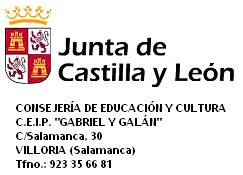 Junta de
Castilla y León
CONSEJERÍA DE EDUCACIÓN Y CULTURA
C.E.I.P. "GABRIEL Y GALÁN"
C/Salamanca, 30
VILLORIA (Salamanca)
Tfno.: 923 35 66 81